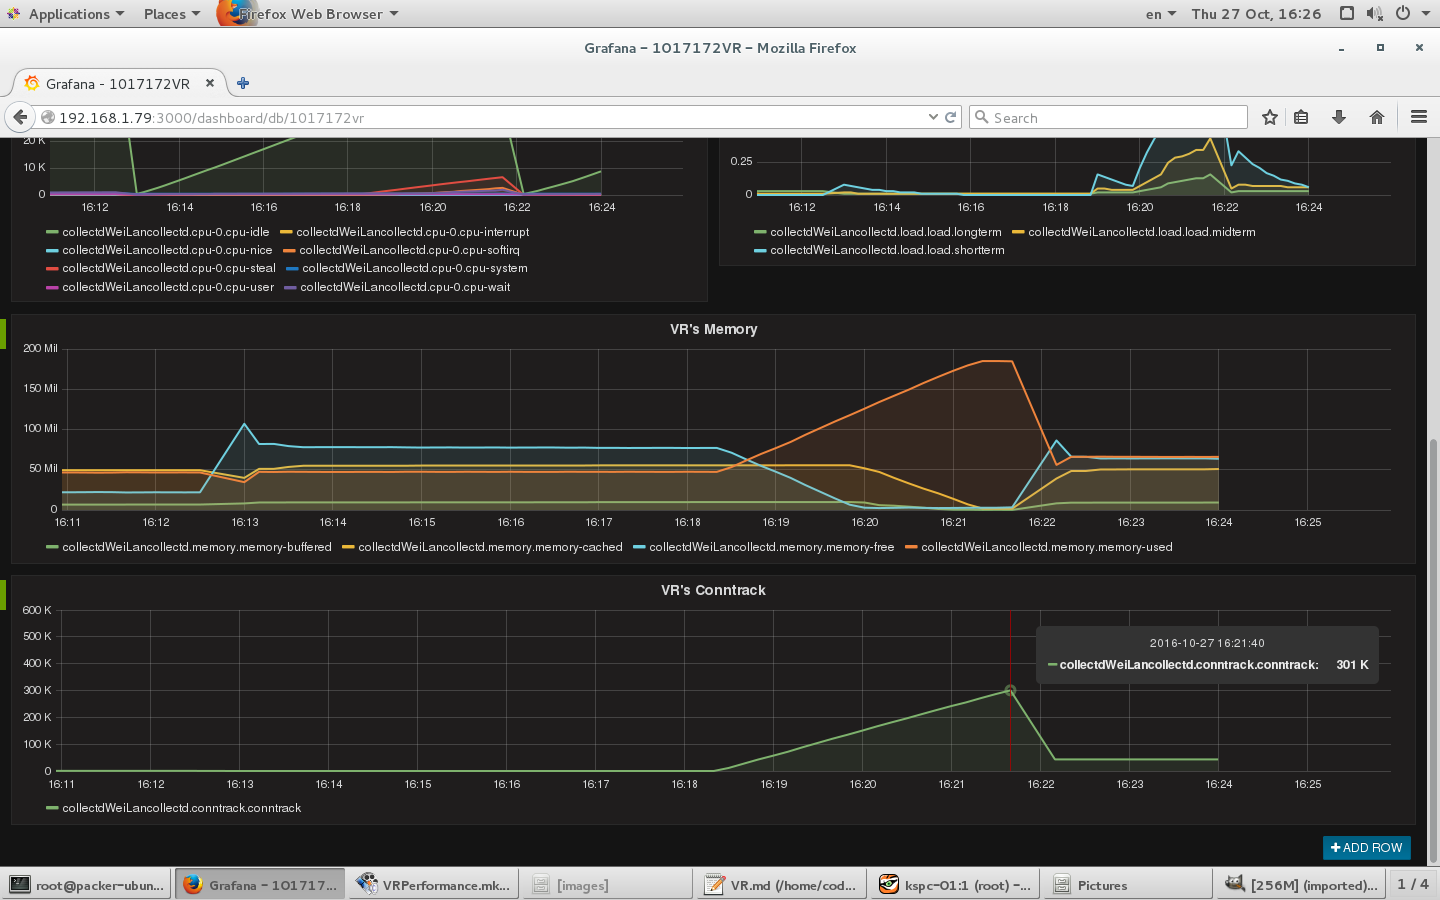 Applications Places Firefox Web Browser en Thu 27 Oct, 16:26
Grafana - 1017172VR - Mozilla Firefox
Grafana - 1017172VR
192.168.1.79:3000/dashboard/db/1017172vr Search
20 K
10 K
0
16:12 16:14 16:16 16:18 16:20 16:22 16:24
collectdWeiLancollectd.cpu-0.cpu-idle collectdWeiLancollectd.cpu-0.cpu-interrupt
collectdWeiLancollectd.cpu-0.cpu-nice collectdWeiLancollectd.cpu-0.cpu-softirq
collectdWeiLancollectd.cpu-0.cpu-steal collectdWeiLancollectd.cpu-0.cpu-system
collectdWeiLancollectd.cpu-0.cpu-user collectdWeiLancollectd.cpu-0.cpu-wait
0.25
0
16:12 16:14 16:16 16:18 16:20 16:22 16:24
collectdWeiLancollectd.load.load.longterm collectdWeiLancollectd.load.load.midterm
collectdWeiLancollectd.load.load.shortterm
VR's Memory
200 Mil
150 Mil
100 Mil
50 Mil
0
16:11 16:12 16:13 16:14 16:15 16:16 16:17 16:18 16:19 16:20 16:21 16:22 16:23 16:24 16:25
collectdWeiLancollectd.memory.memory-buffered collectdWeiLancollectd.memory.memory-cached collectdWeiLancollectd.memory.memory-free collectdWeiLancollectd.memory.memory-used
VR's Conntrack
600 K
500 K
400 K
300 K
200 K
100 K
0
2016-10-27 16:21:40
collectdWeiLancollectd.conntrack.conntrack: 301 K
16:11 16:12 16:13 16:14 16:15 16:16 16:17 16:18 16:19 16:20 16:21 16:22 16:23 16:24 16:25
collectdWeiLancollectd.conntrack.conntrack
ADD ROW
root@packer-ubun... Grafana - 101717... VRPerformance.mk... [images] VR.md (/home/cod... kspc-01:1 (root) -... Pictures [256M] (imported)... 1 / 4